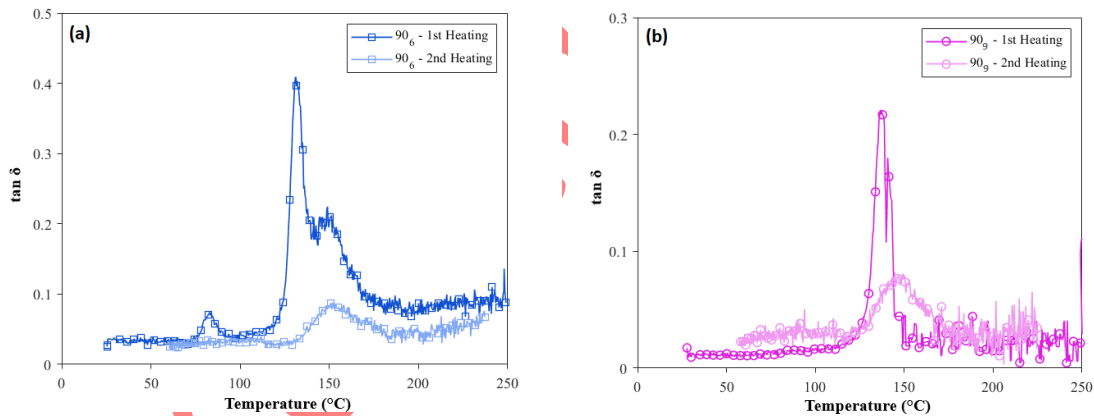 (a)
90₆ - 1st Heating
90₆ - 2nd Heating
tan δ
0.5
0.4
0.3
0.2
0.1
0
0 50 100 150 200 250
Temperature (°C)
(b)
90₉ - 1st Heating
90₉ - 2nd Heating
tan δ
0.3
0.2
0.1
0
0 50 100 150 200 250
Temperature (°C)